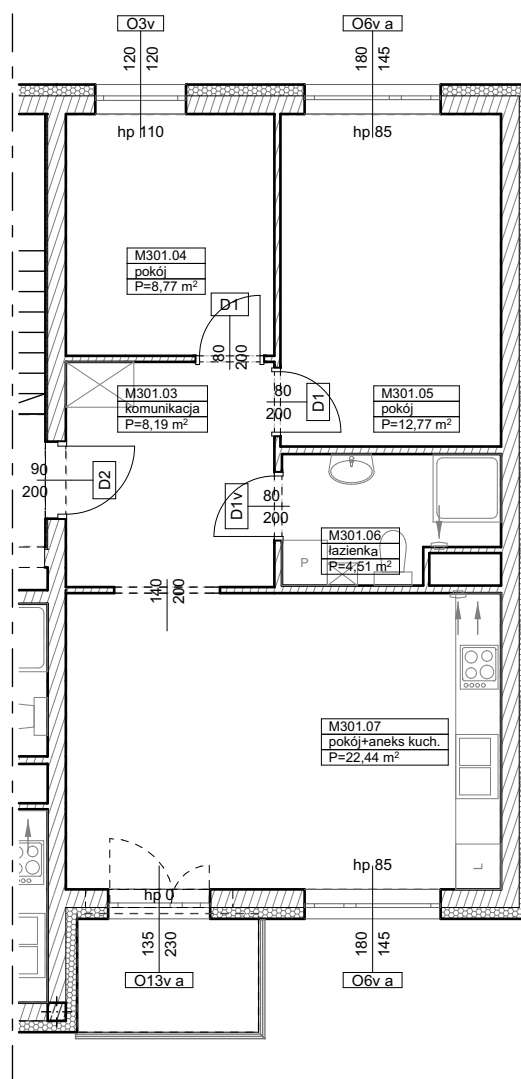 O3v
O6v a
120
120
180
145
hp 110
hp 85
M301.04
pokój
P=8,77 m²
D1
80
200
M301.03
komunikacja
P=8,19 m²
80
200
D1
M301.05
pokój
P=12,77 m²
90
200
D2
D1v
80
200
M301.06
łazienka
P=4,51 m²
P
140
200
M301.07
pokój+aneks kuch.
P=22,44 m²
hp 0
hp 85
L
135
230
180
145
O13v a
O6v a